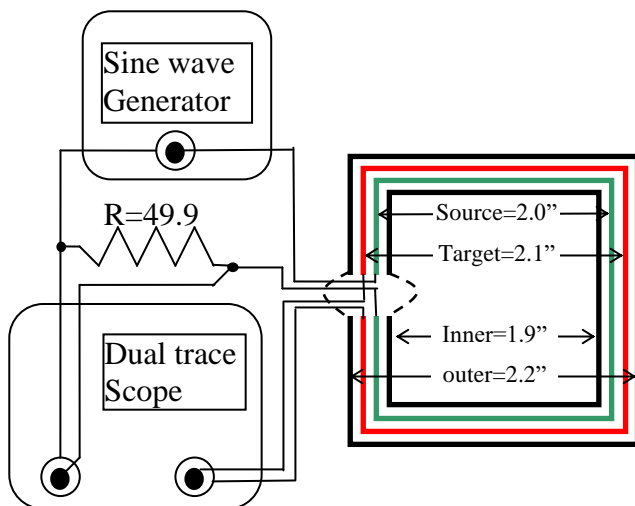 Sine wave
Generator
R=49.9
Source=2.0”
Target=2.1”
Inner=1.9”
outer=2.2”
Dual trace
Scope